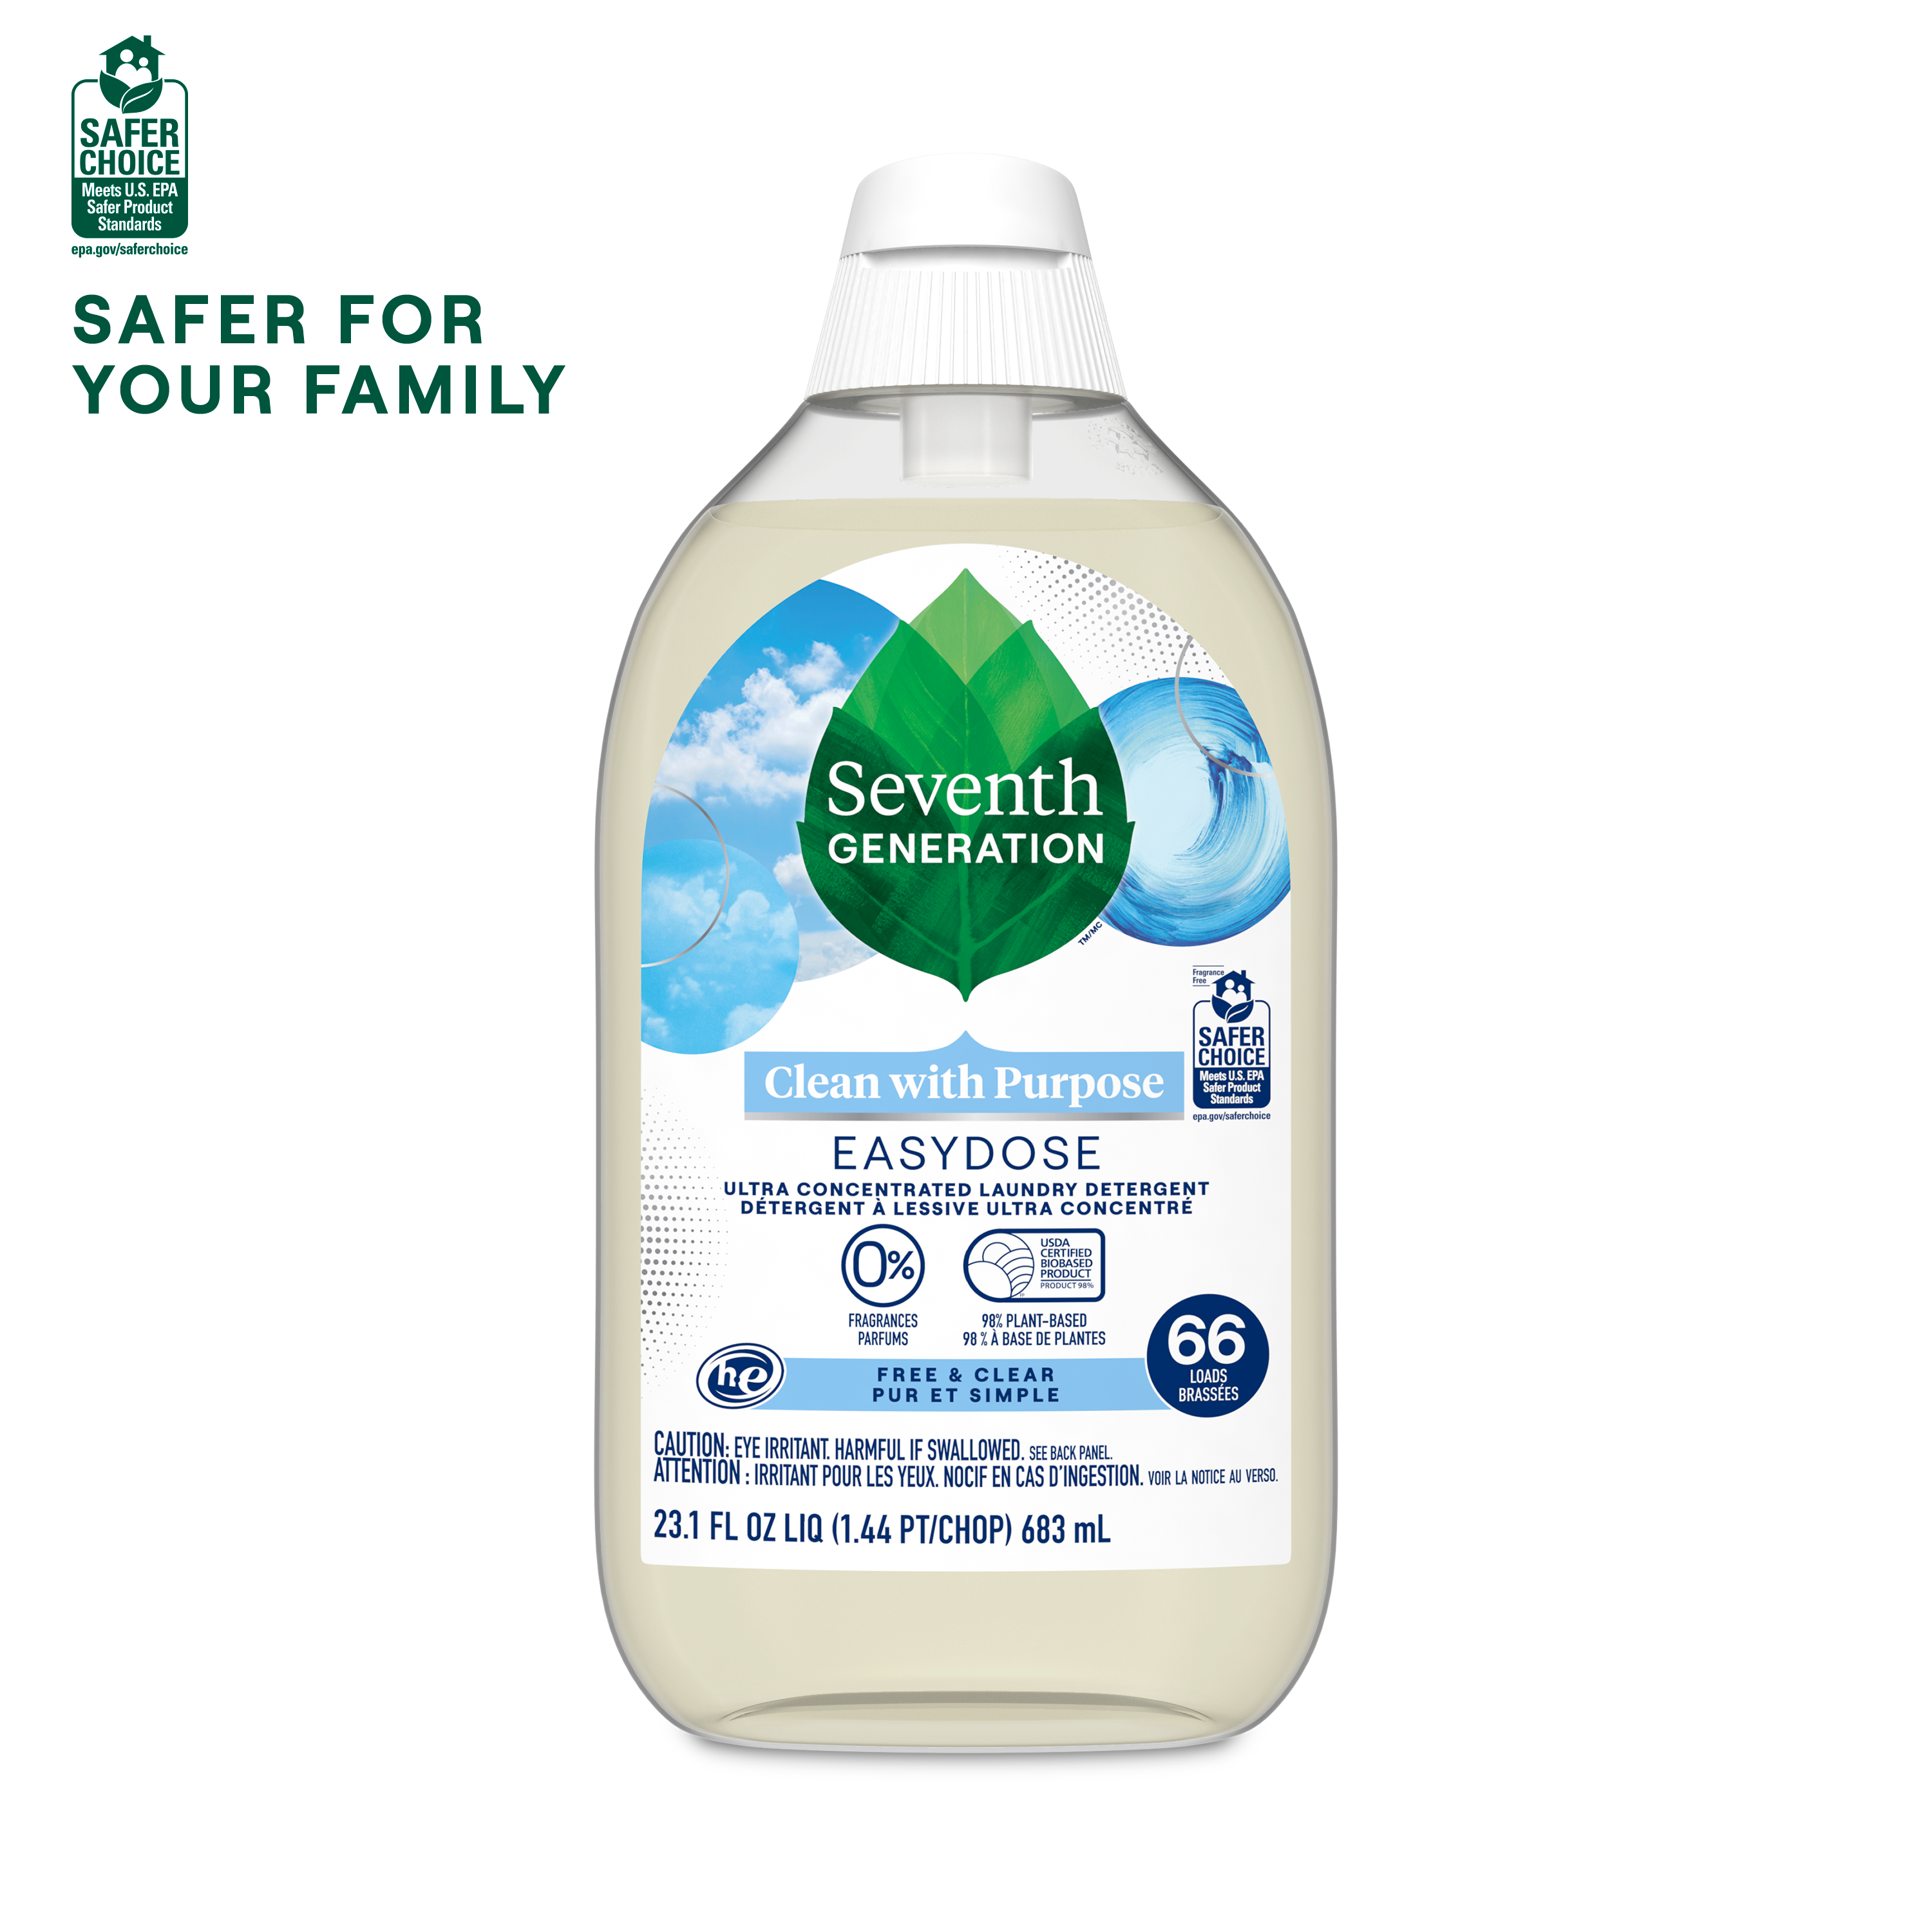 SAFER
CHOICE
Meets U.S. EPA
Safer Product
Standards
epa.gov/saferchoice
SAFER FOR
YOUR FAMILY
Seventh
GENERATION
TM/MC
Fragrance
Free
SAFER
CHOICE
Meets U.S. EPA
Safer Product
Standards
epa.gov/saferchoice
Clean with Purpose
EASYDOSE
ULTRA CONCENTRATED LAUNDRY DETERGENT
DÉTERGENT À LESSIVE ULTRA CONCENTRÉ
0%
FRAGRANCES
PARFUMS
USDA
CERTIFIED
BIOBASED
PRODUCT
PRODUCT 98%
98% PLANT-BASED
98 % À BASE DE PLANTES
he
FREE & CLEAR
PUR ET SIMPLE
66
LOADS
BRASSÉES
CAUTION: EYE IRRITANT. HARMFUL IF SWALLOWED. SEE BACK PANEL.
ATTENTION : IRRITANT POUR LES YEUX. NOCIF EN CAS D'INGESTION. VOIR LA NOTICE AU VERSO.
23.1 FL OZ LIQ (1.44 PT/CHOP) 683 mL